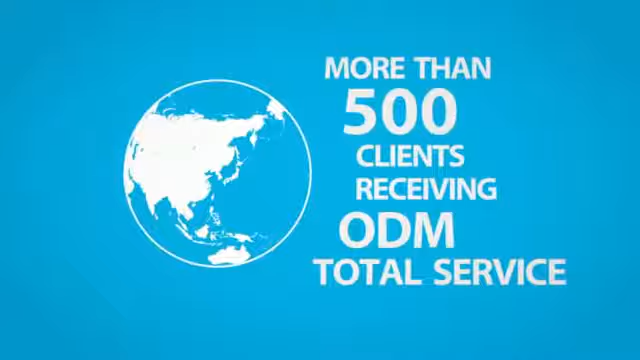 MORE THAN
500
CLIENTS
RECEIVING
ODM
TOTAL SERVICE